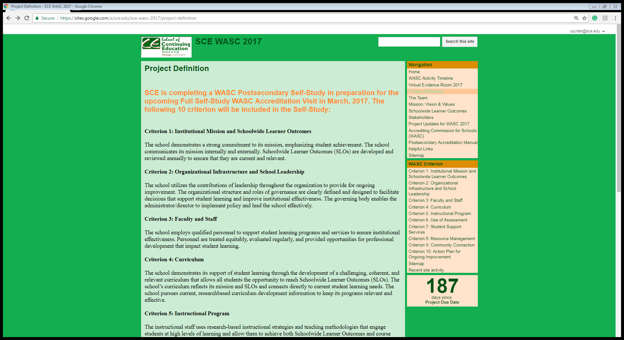 Project Definition - SCE WASC 2017 - Google Chrome
Secure | https://sites.google.com/a/sce.edu/sce-wasc-2017/project-definition
School of
Continuing
Education
SCE WASC 2017
Search this site
Project Definition
SCE is completing a WASC Postsecondary Self-Study in preparation for the
upcoming Full Self-Study WASC Accreditation Visit in March, 2017. The
following 10 criterion will be included in the Self-Study:
Criterion 1: Institutional Mission and Schoolwide Learner Outcomes
The school demonstrates a strong commitment to its mission, emphasizing student achievement. The school
communicates its mission internally and externally. Schoolwide Learner Outcomes (SLOs) are developed and
reviewed annually to ensure that they are current and relevant.
Criterion 2: Organizational Infrastructure and School Leadership
The school utilizes the contributions of leadership throughout the organization to provide for ongoing
improvement. The organizational structure and roles of governance are clearly defined and designed to facilitate
decisions that support student learning and improve institutional effectiveness. The governing body enables the
administrator/director to implement policy and lead the school effectively.
Criterion 3: Faculty and Staff
The school employs qualified personnel to support student learning programs and services to ensure institutional
effectiveness. Personnel are treated equitably, evaluated regularly, and provided opportunities for professional
development that impact student learning.
Criterion 4: Curriculum
The school demonstrates its support of student learning through the development of a challenging, coherent, and
relevant curriculum that allows all students the opportunity to reach Schoolwide Learner Outcomes (SLOs). The
school's curriculum reflects its mission and SLOs and connects directly to current student learning needs. The
school pursues current, researchbased curriculum development information to keep its programs relevant and
effective.
Criterion 5: Instructional Program
The instructional staff uses research-based instructional strategies and teaching methodologies that engage
students at high levels of learning and allow them to achieve both Schoolwide Learner Outcomes and course
Navigation
Home
WASC Activity Timeline
Virtual Evidence Room 2017
The Team
Mission, Vision & Values
Schoolwide Learner Outcomes
Stakeholders
Project Updates for WASC 2017
Accrediting Commission for Schools
(WASC)
Postsecondary Accreditation Manual
Helpful Links
Sitemap
WASC Criterion
Criterion 1: Institutional Mission and
Schoolwide Learner Outcomes
Criterion 2: Organizational
Infrastructure and School
Leadership
Criterion 3: Faculty and Staff
Criterion 4: Curriculum
Criterion 5: Instructional Program
Criterion 6: Use of Assessment
Criterion 7: Student Support
Services
Criterion 8: Resource Management
Criterion 9: Community Connection
Criterion 10: Action Plan for
Ongoing Improvement
Sitemap
Recent site activity
187
days since
Project Due Date